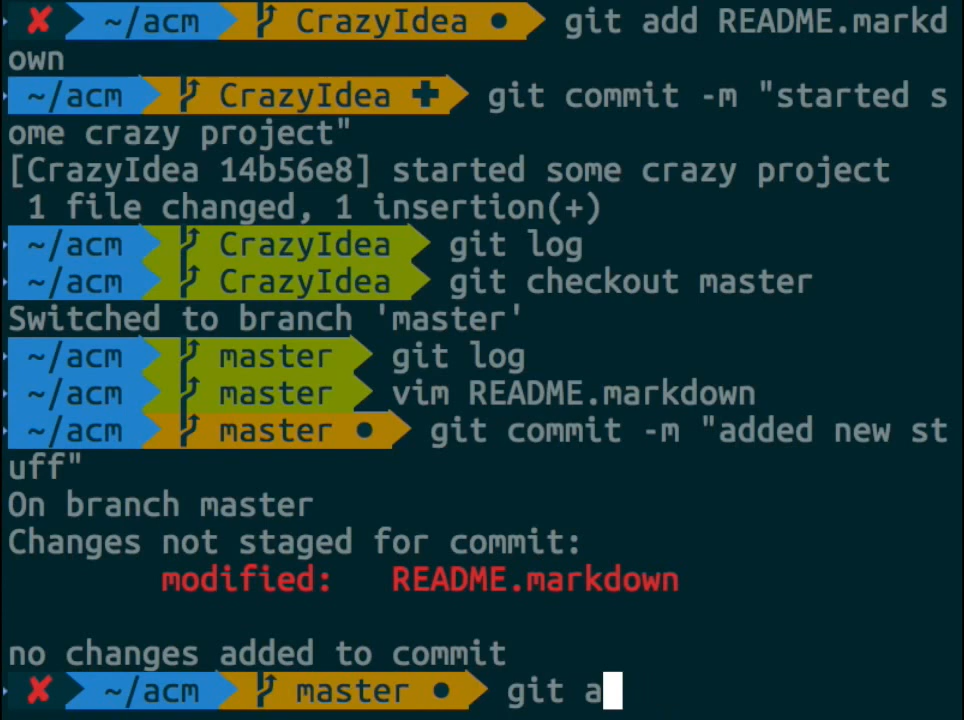 ✘ ~/acm CrazyIdea ● git add README.markd
own
~/acm CrazyIdea ✚ git commit -m "started s
ome crazy project"
[CrazyIdea 14b56e8] started some crazy project
 1 file changed, 1 insertion(+)
~/acm CrazyIdea git log
~/acm CrazyIdea git checkout master
Switched to branch 'master'
~/acm master git log
~/acm master vim README.markdown
~/acm master ● git commit -m "added new st
uff"
On branch master
Changes not staged for commit:
        modified:   README.markdown
no changes added to commit
✘ ~/acm master ● git a